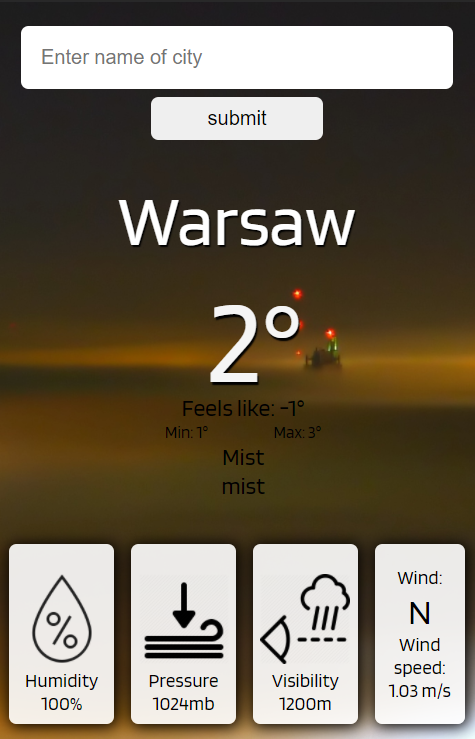 Enter name of city
submit
Warsaw
2°
Feels like: -1°
Min: 1° Max: 3°
Mist
mist
%
Humidity
100%
Pressure
1024mb
Visibility
1200m
Wind:
N
Wind
speed:
1.03 m/s